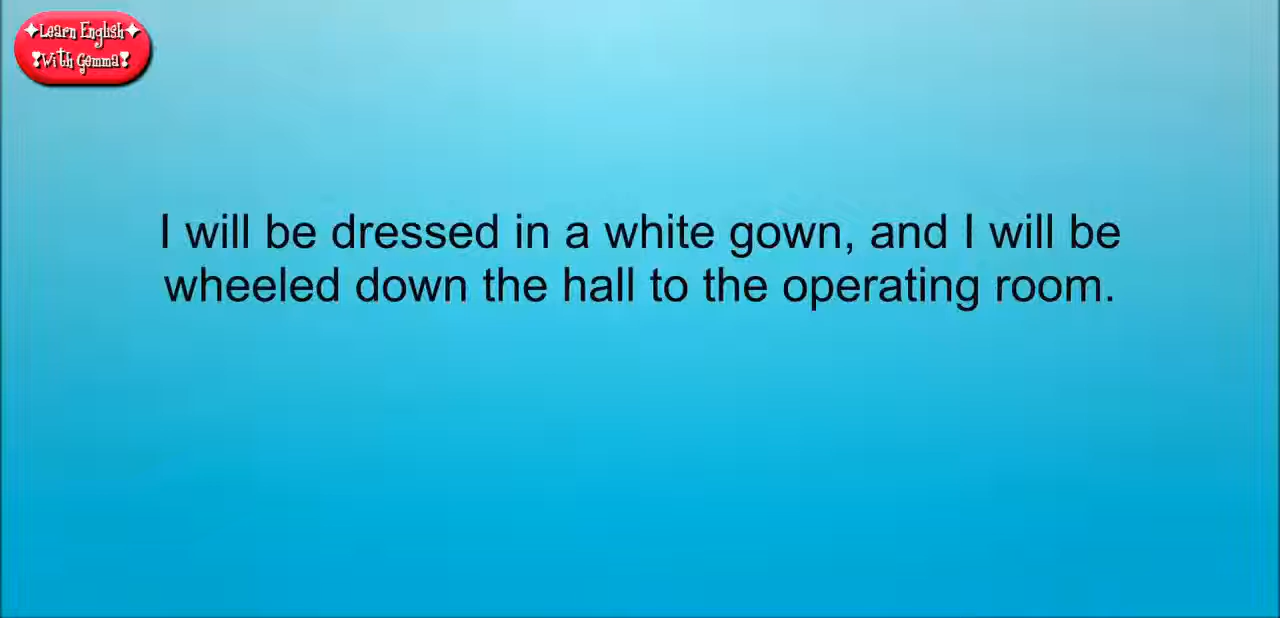 ✦Learn English✦
❣With Gemma❣
I will be dressed in a white gown, and I will be
wheeled down the hall to the operating room.